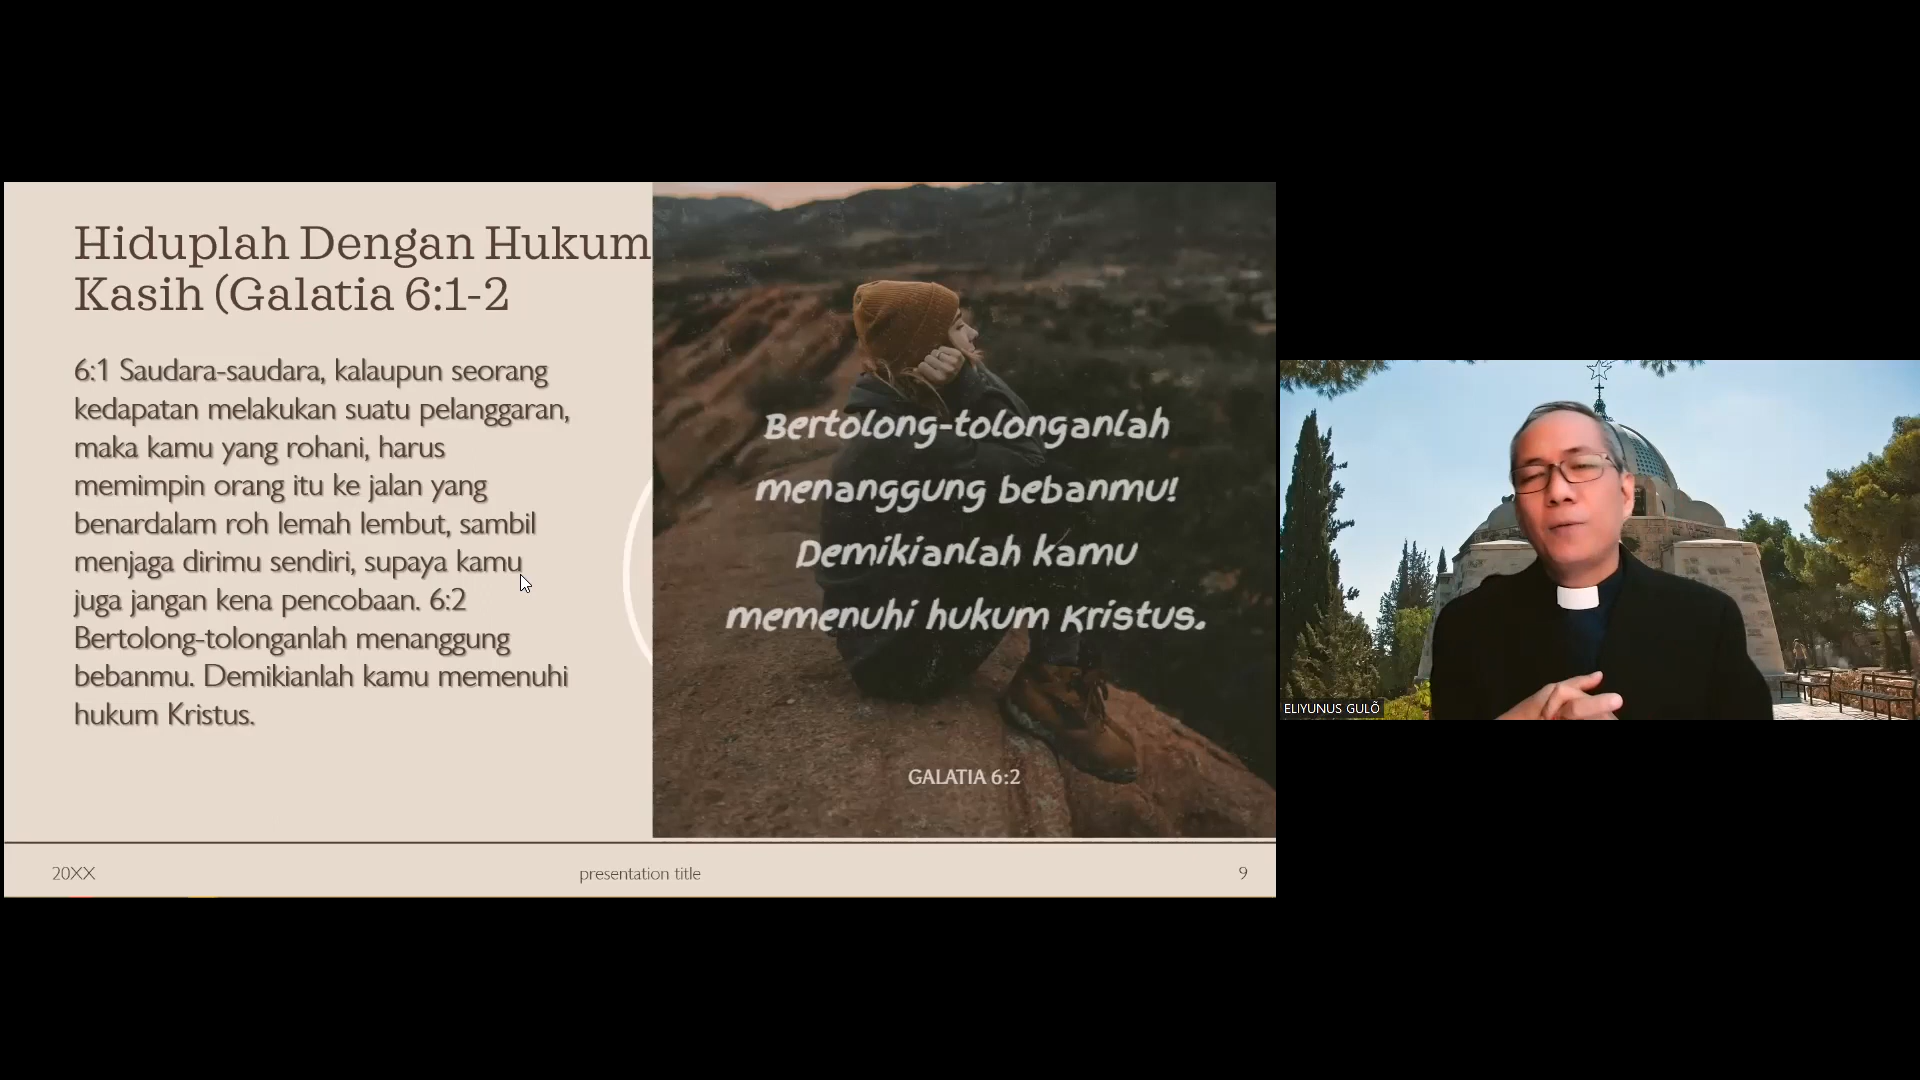 Hiduplah Dengan Hukum
Kasih (Galatia 6:1-2
6:1 Saudara-saudara, kalaupun seorang
kedapatan melakukan suatu pelanggaran,
maka kamu yang rohani, harus
memimpin orang itu ke jalan yang
benardalam roh lemah lembut, sambil
menjaga dirimu sendiri, supaya kamu
juga jangan kena pencobaan. 6:2
Bertolong-tolonganlah menanggung
bebanmu. Demikianlah kamu memenuhi
hukum Kristus.
Bertolong-tolonganlah
menanggung bebanmu!
Demikianlah kamu
memenuhi hukum Kristus.
GALATIA 6:2
20XX
presentation title
9
ELIYUNUS GULÕ